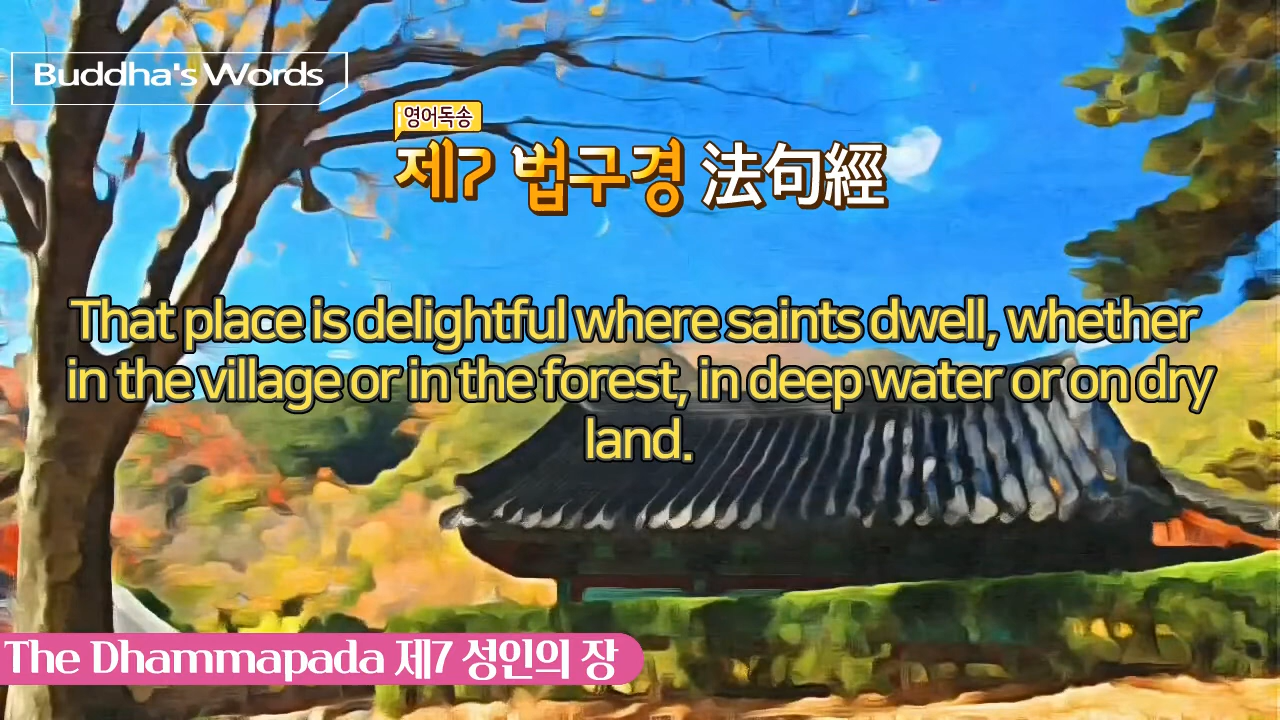 Buddha's Words
영어독송
제7 법구경 法句經
That place is delightful where saints dwell, whether
in the village or in the forest, in deep water or on dry
land.
The Dhammapada 제7 성인의 장